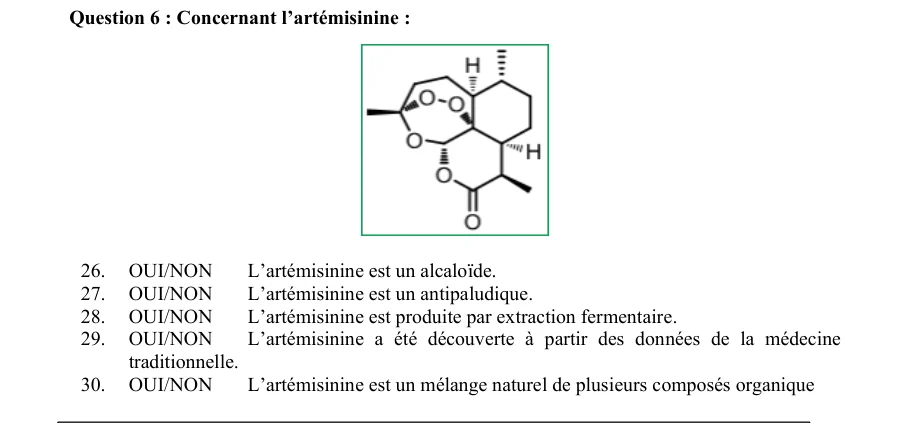 Question 6 : Concernant l’artémisinine :
H
O-O
O
H
O
O
26. OUI/NON L’artémisinine est un alcaloïde.
27. OUI/NON L’artémisinine est un antipaludique.
28. OUI/NON L’artémisinine est produite par extraction fermentaire.
29. OUI/NON L’artémisinine a été découverte à partir des données de la médecine
traditionnelle.
30. OUI/NON L’artémisinine est un mélange naturel de plusieurs composés organique